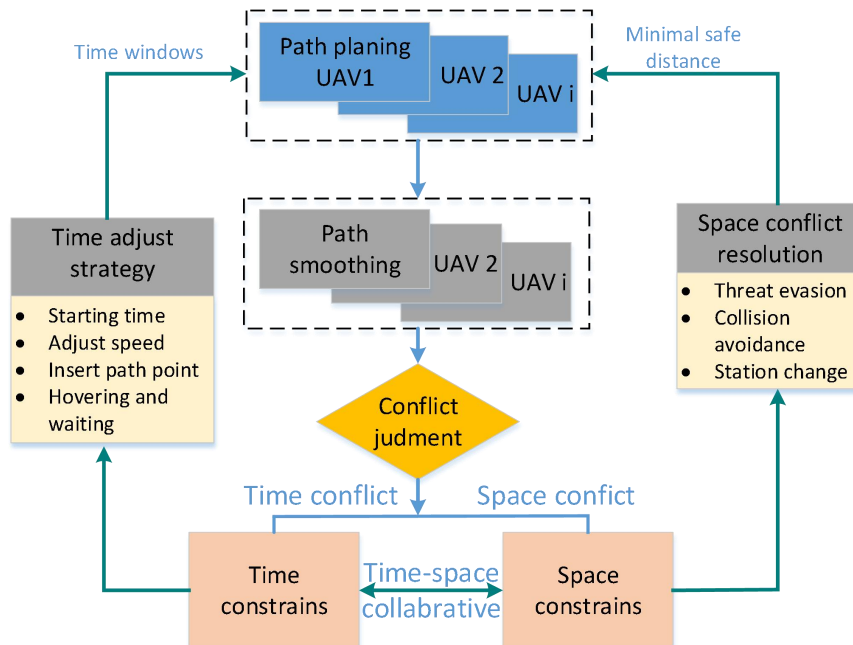 Time windows
Path planing
UAV1
UAV 2
UAV i
Minimal safe
distance
Time adjust
strategy
● Starting time
● Adjust speed
● Insert path point
● Hovering and
waiting
Path
smoothing
UAV 2
UAV i
Space conflict
resolution
● Threat evasion
● Collision
avoidance
● Station change
Conflict
judment
Time conflict
Space confict
Time
constrains
Time-space
collabrative
Space
constrains